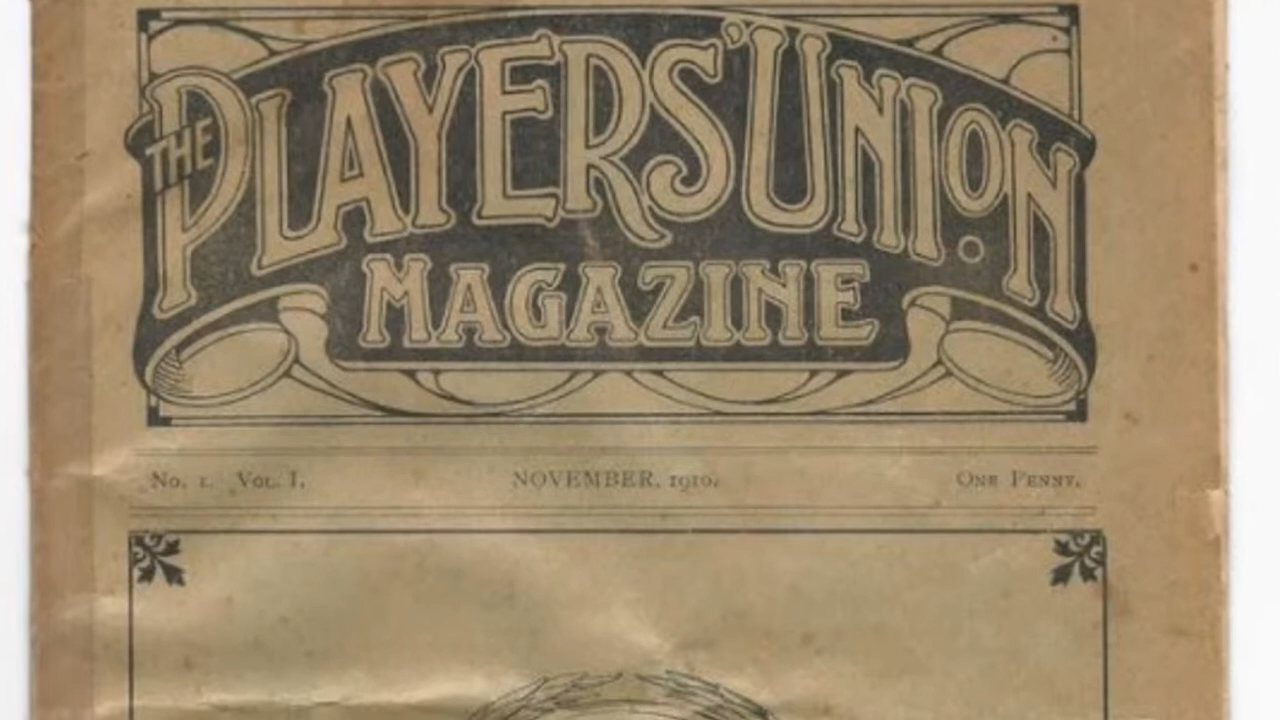 THE PLAYERS' UNION
MAGAZINE
No. 1. Vol. I. NOVEMBER, 1910. ONE PENNY.